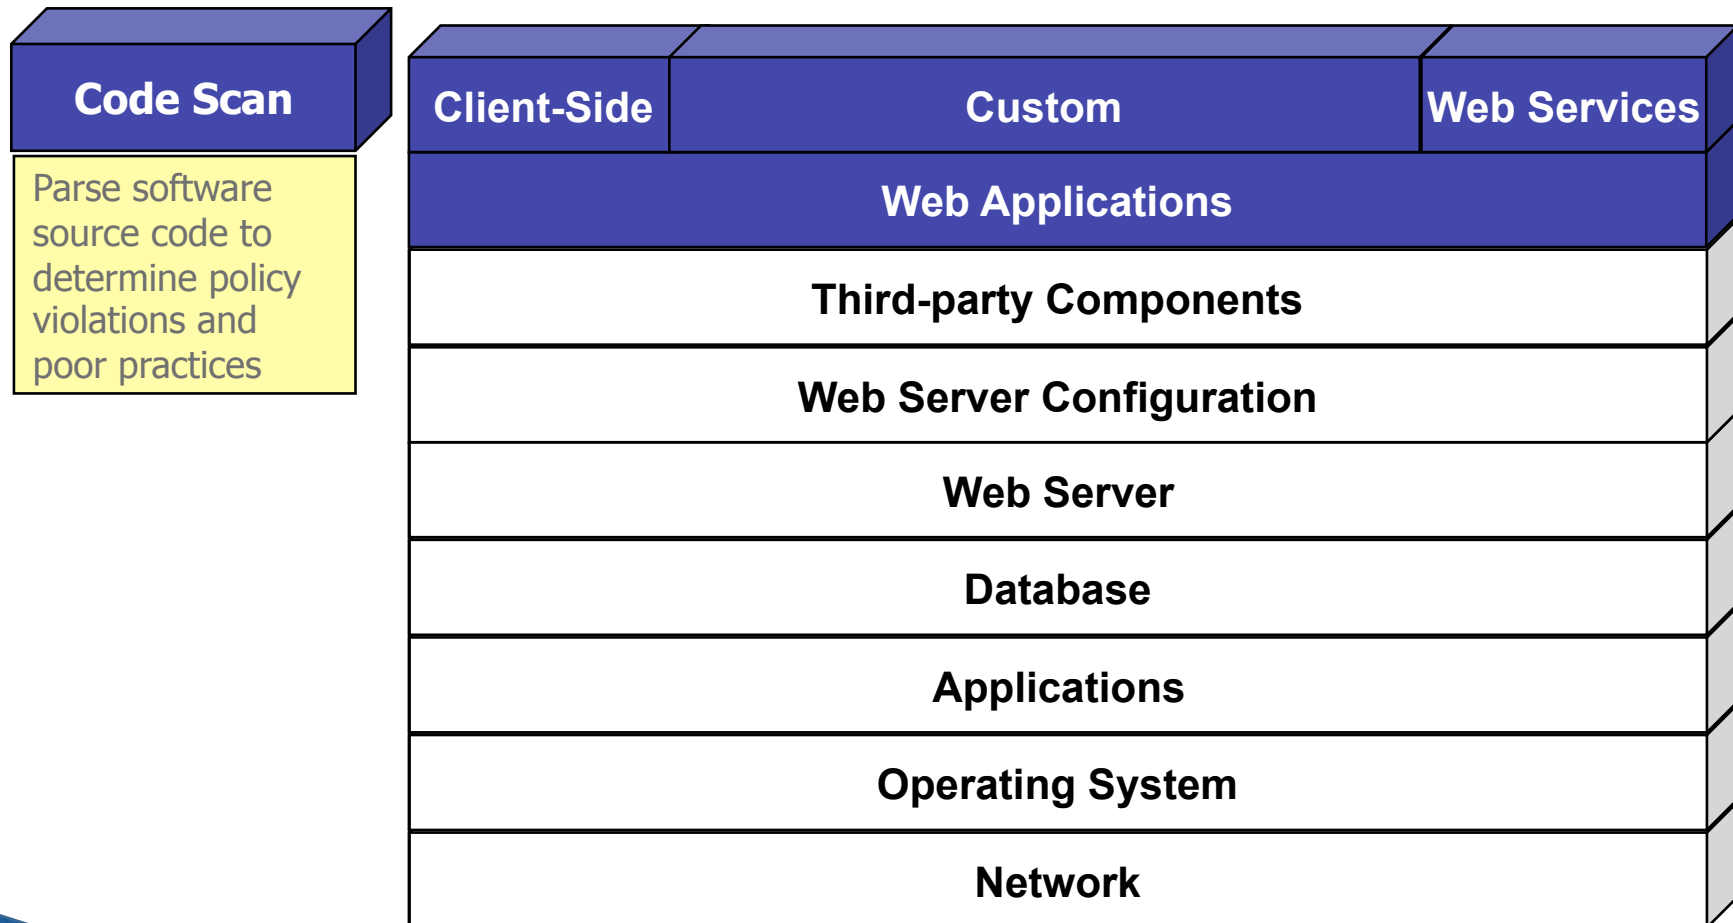 Code Scan
Parse software
source code to
determine policy
violations and
poor practices
Client-Side
Custom
Web Services
Web Applications
Third-party Components
Web Server Configuration
Web Server
Database
Applications
Operating System
Network